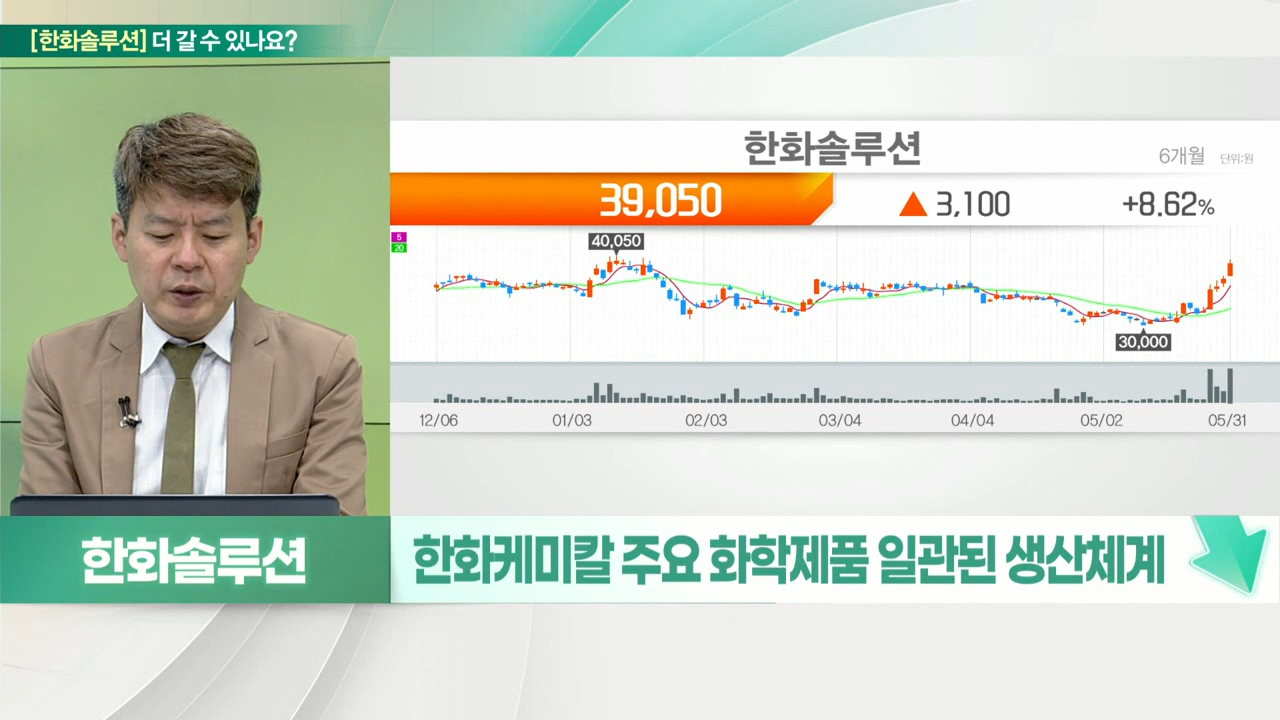 [한화솔루션] 더 갈 수 있나요?
한화솔루션
6개월 단위:원
39,050 ▲ 3,100 +8.62%
5
20
40,050
30,000
12/06 01/03 02/03 03/04 04/04 05/02 05/31
한화솔루션
한화케미칼 주요 화학제품 일관된 생산체계